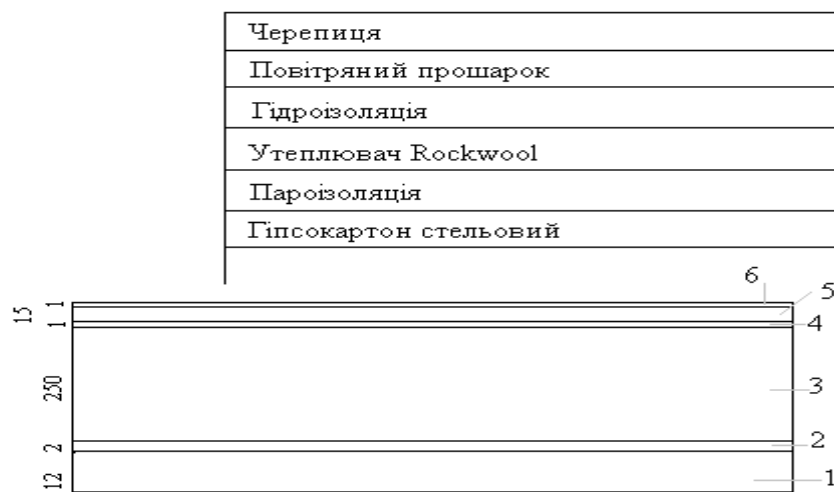 Черепиця
Повітряний прошарок
Гідроізоляція
Утеплювач Rockwool
Пароізоляція
Гіпсокартон стельовий
6
5
4
3
2
1
1
15
1
250
2
12